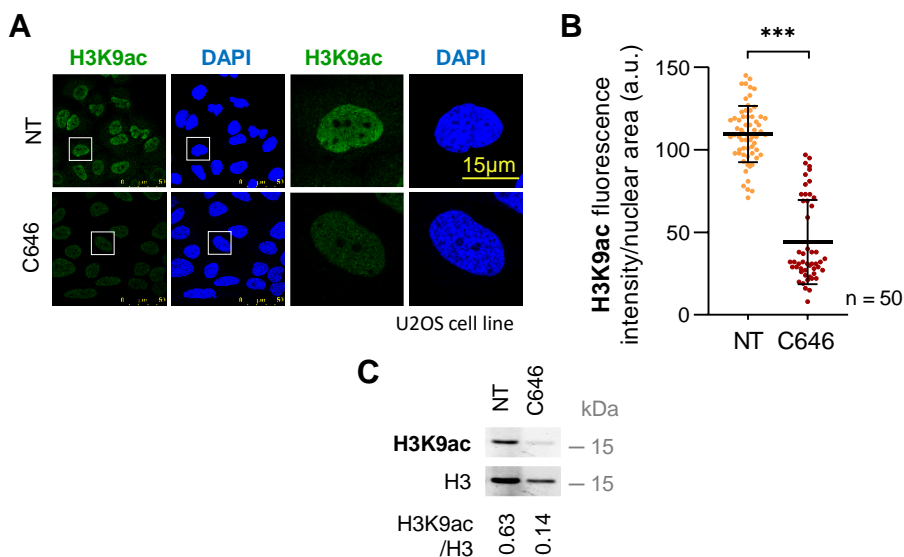 A
H3K9ac DAPI H3K9ac DAPI
NT
15μm
C646
U2OS cell line
B
***
H3K9ac fluorescence
intensity/nuclear area (a.u.)
150
100
50
0
NT C646
n = 50
C
NT C646
kDa
H3K9ac
15
H3
15
H3K9ac
/H3
0.63 0.14